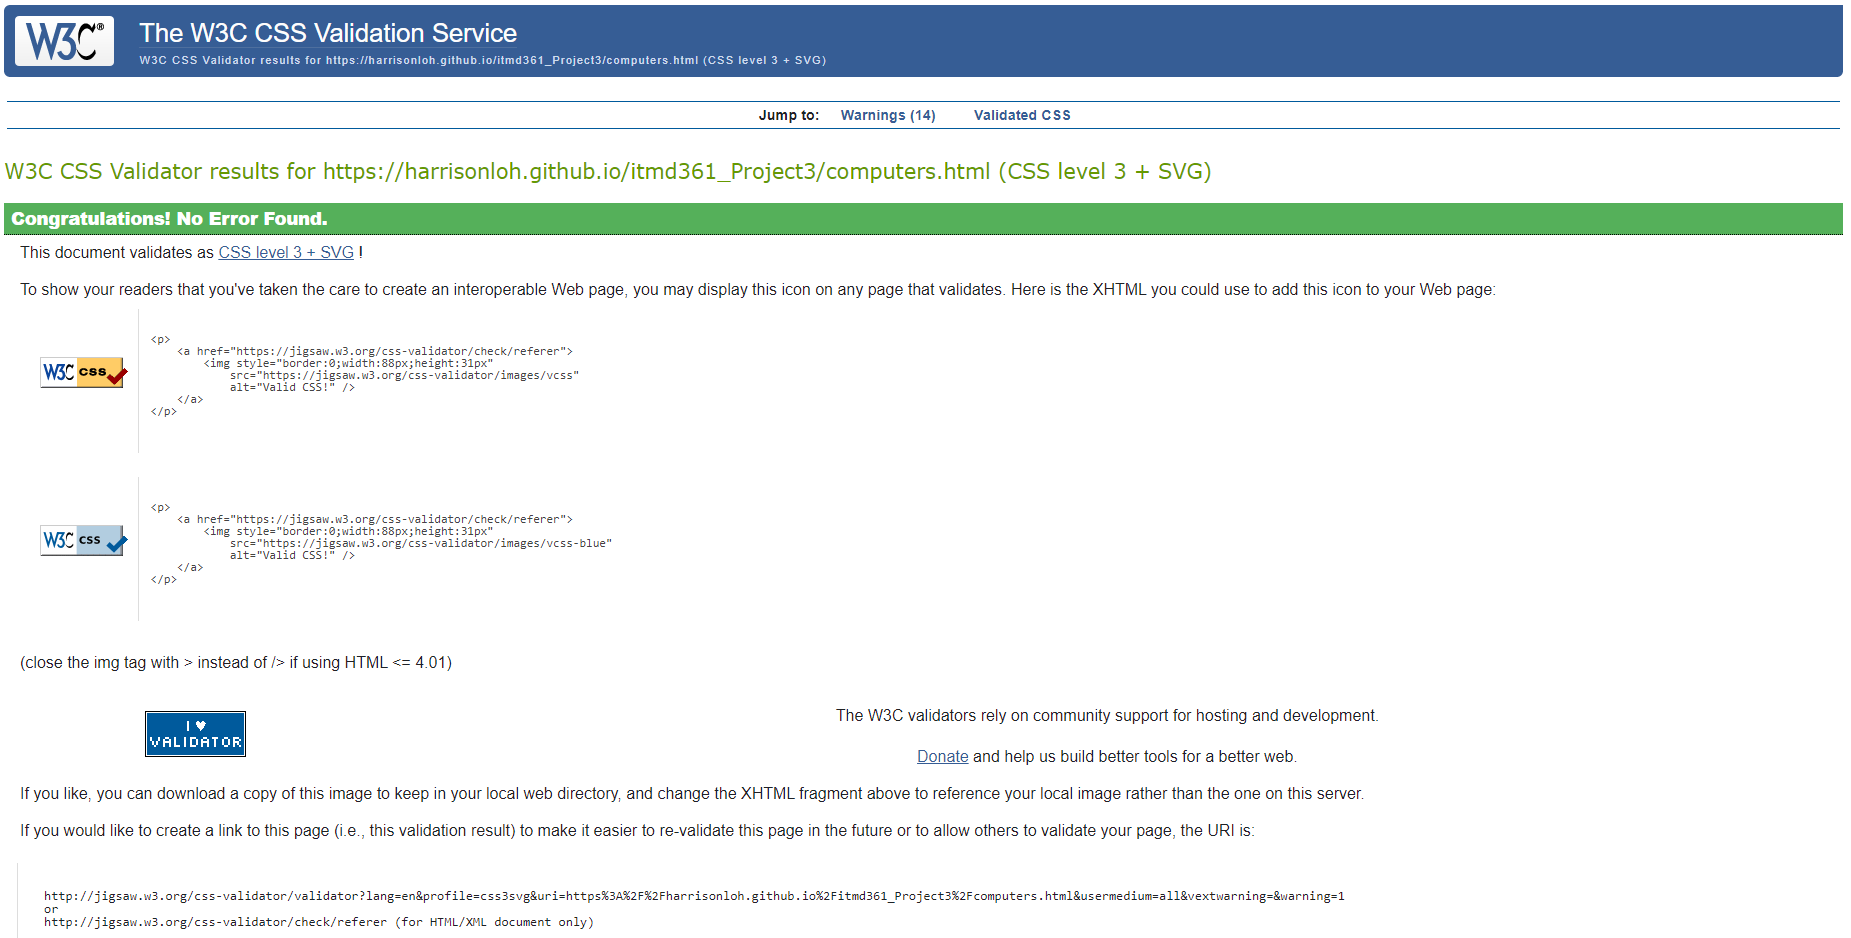 W3C®
The W3C CSS Validation Service
W3C CSS Validator results for https://harrisonloh.github.io/itmd361_Project3/computers.html (CSS level 3 + SVG)
Jump to: Warnings (14) Validated CSS
W3C CSS Validator results for https://harrisonloh.github.io/itmd361_Project3/computers.html (CSS level 3 + SVG)
Congratulations! No Error Found.
This document validates as CSS level 3 + SVG !
To show your readers that you've taken the care to create an interoperable Web page, you may display this icon on any page that validates. Here is the XHTML you could use to add this icon to your Web page:
W3C css
<p>
    <a href="https://jigsaw.w3.org/css-validator/check/referer">
        <img style="border:0;width:88px;height:31px"
            src="https://jigsaw.w3.org/css-validator/images/vcss"
            alt="Valid CSS!" />
    </a>
</p>
W3C css
<p>
    <a href="https://jigsaw.w3.org/css-validator/check/referer">
        <img style="border:0;width:88px;height:31px"
            src="https://jigsaw.w3.org/css-validator/images/vcss-blue"
            alt="Valid CSS!" />
    </a>
</p>
(close the img tag with > instead of /> if using HTML <= 4.01)
I ♥
VALIDATOR
The W3C validators rely on community support for hosting and development.
Donate and help us build better tools for a better web.
If you like, you can download a copy of this image to keep in your local web directory, and change the XHTML fragment above to reference your local image rather than the one on this server.
If you would like to create a link to this page (i.e., this validation result) to make it easier to re-validate this page in the future or to allow others to validate your page, the URI is:
http://jigsaw.w3.org/css-validator/validator?lang=en&profile=css3svg&uri=https%3A%2F%2Fharrisonloh.github.io%2Fitmd361_Project3%2Fcomputers.html&usermedium=all&vextwarning=&warning=1
or
http://jigsaw.w3.org/css-validator/check/referer (for HTML/XML document only)